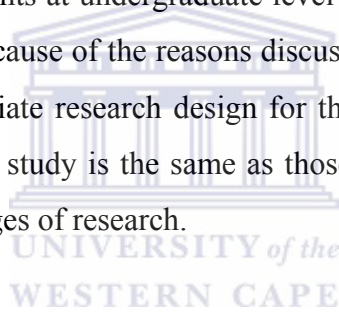 nts at undergraduate level
cause of the reasons discus
iate research design for th
study is the same as those
ges of research.
UNIVERSITY of the
WESTERN CAPE